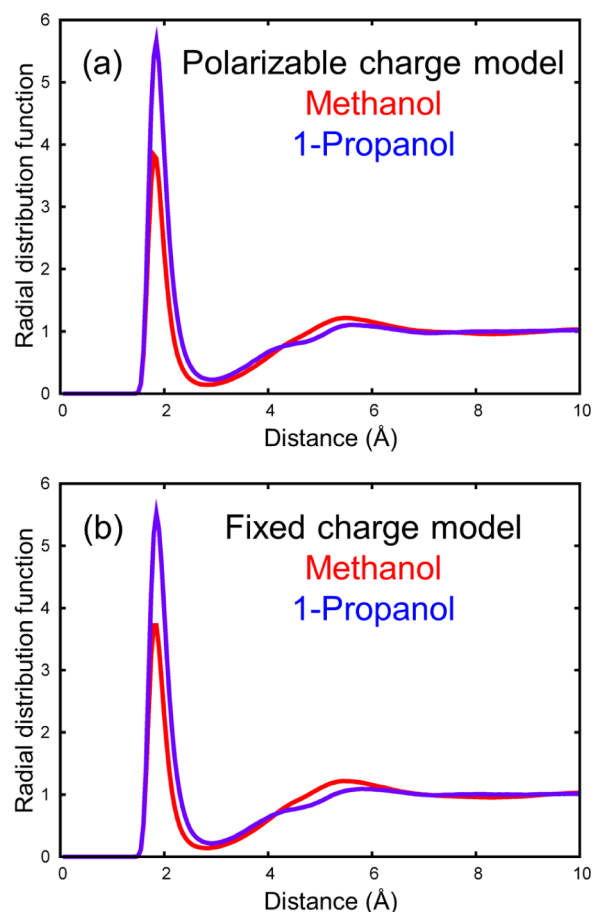 (a) Polarizable charge model
Methanol
1-Propanol
Radial distribution function
6
5
4
3
2
1
0
0 2 4 6 8 10
Distance (Å)
(b) Fixed charge model
Methanol
1-Propanol
Radial distribution function
6
5
4
3
2
1
0
0 2 4 6 8 10
Distance (Å)